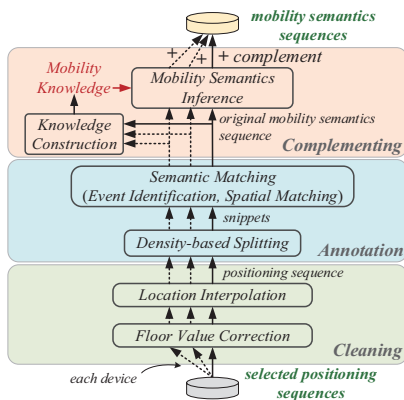 mobility semantics
sequences
+
+
+ complement
Mobility
Knowledge
Mobility Semantics
Inference
Knowledge
Construction
original mobility semantics
sequence
Complementing
Semantic Matching
(Event Identification, Spatial Matching)
snippets
Density-based Splitting
Annotation
positioning sequence
Location Interpolation
Floor Value Correction
Cleaning
each device
selected positioning
sequences